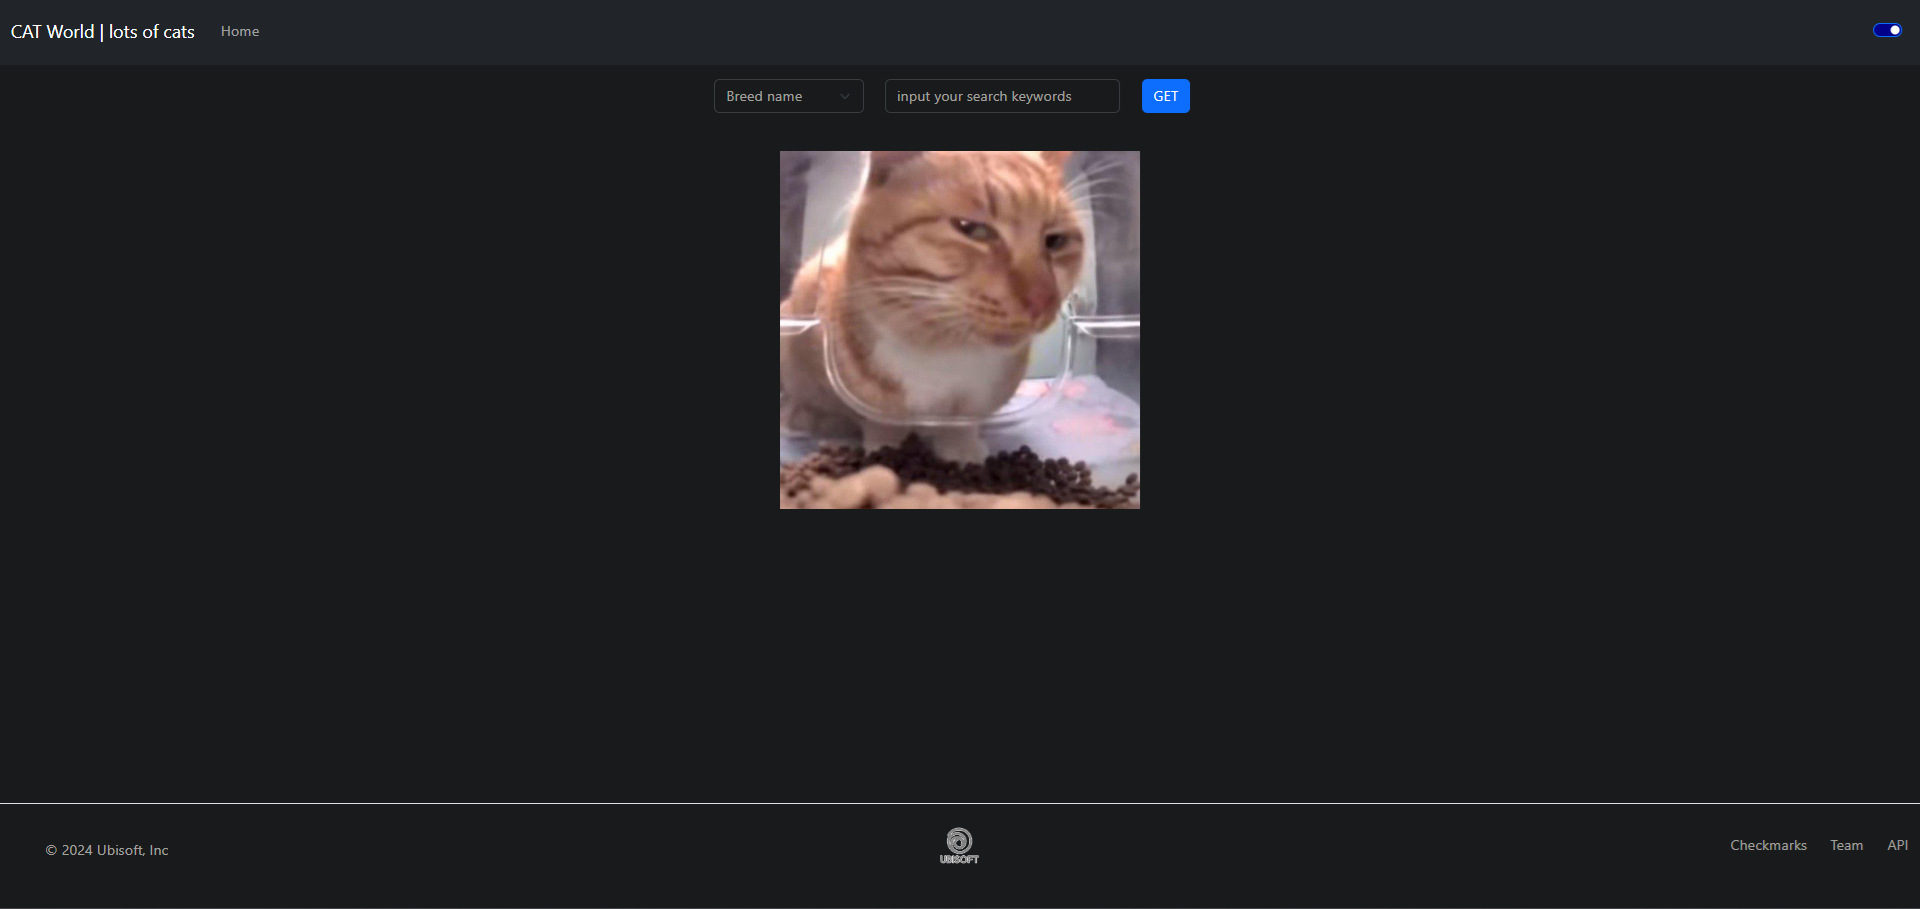 CAT World | lots of cats
Home
Breed name
input your search keywords
GET
© 2024 Ubisoft, Inc
UBISOFT
Checkmarks
Team
API